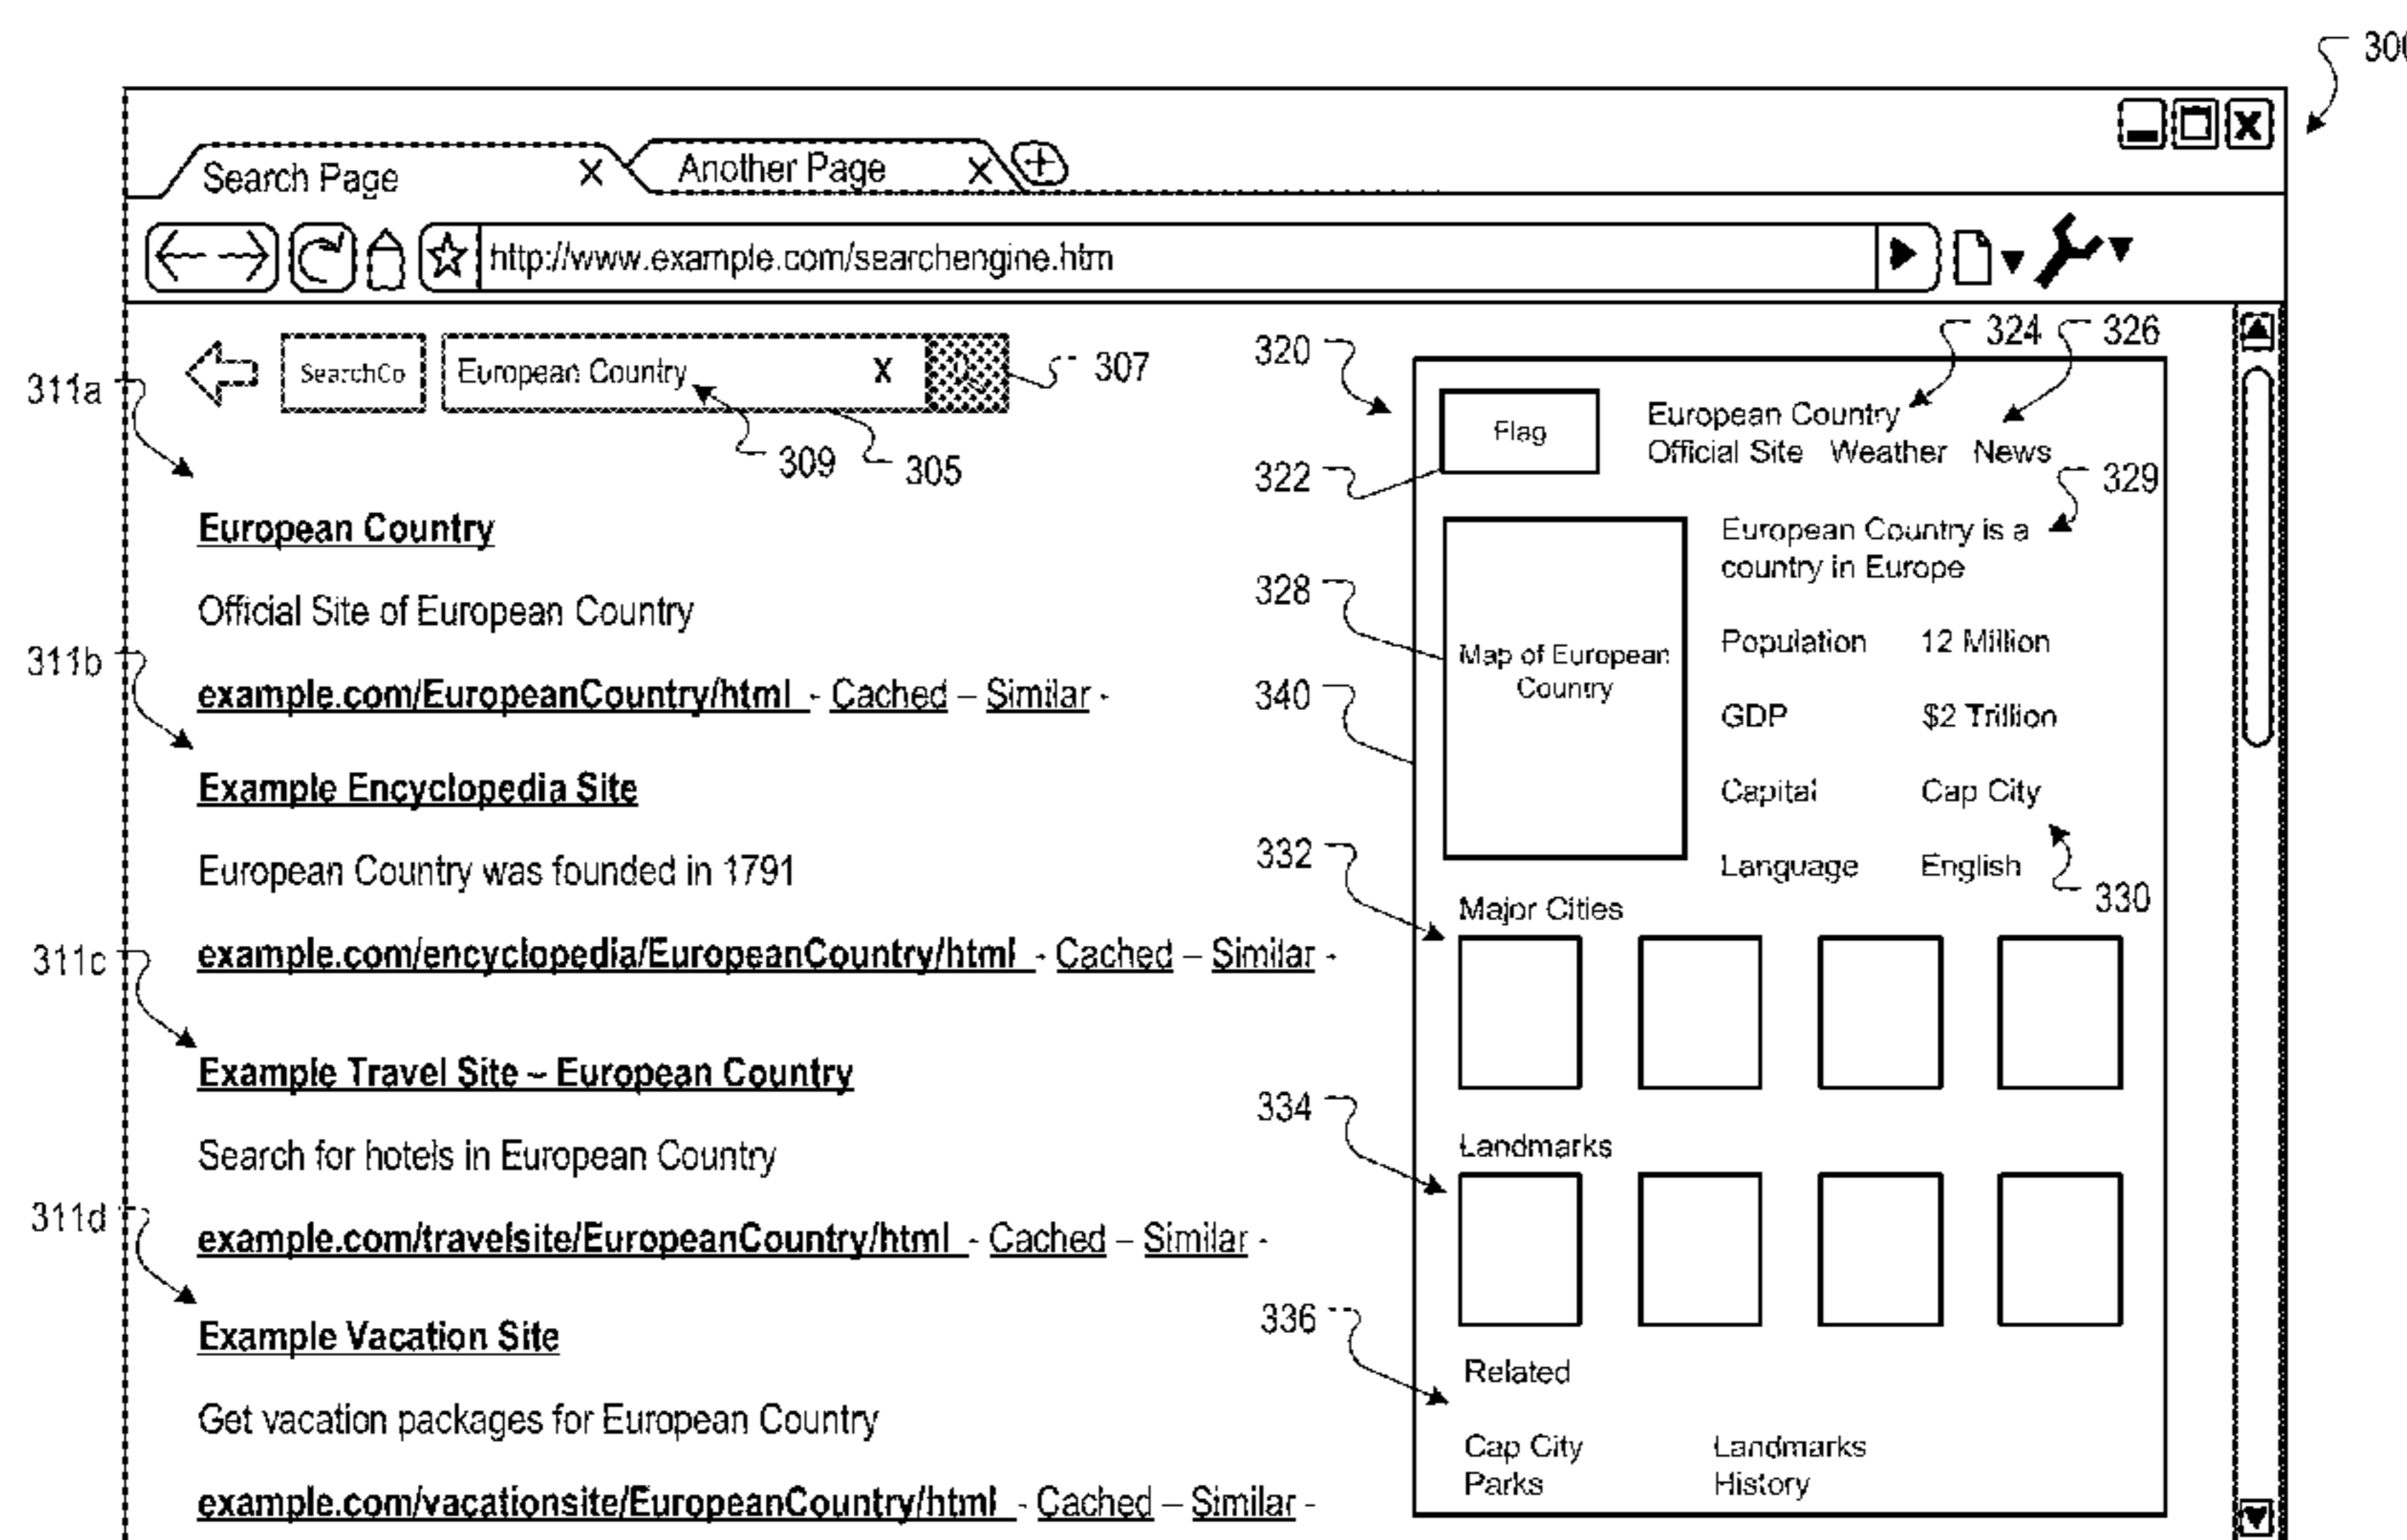 300
Search Page X Another Page X
http://www.example.com/searchengine.htm
311a
SearchCo European Country X
307
309
305
European Country
Official Site of European Country
311b
example.com/EuropeanCountry/html - Cached – Similar -
Example Encyclopedia Site
European Country was founded in 1791
311c
example.com/encyclopedia/EuropeanCountry/html - Cached – Similar -
Example Travel Site – European Country
Search for hotels in European Country
311d
example.com/travelsite/EuropeanCountry/html - Cached – Similar -
Example Vacation Site
Get vacation packages for European Country
example.com/vacationsite/EuropeanCountry/html - Cached – Similar -
320
324
326
Flag
European Country
Official Site Weather News
322
329
European Country is a
country in Europe
328
Map of European
Country
340
Population 12 Million
GDP $2 Trillion
Capital Cap City
Language English
330
332
Major Cities
334
Landmarks
336
Related
Cap City Landmarks
Parks History